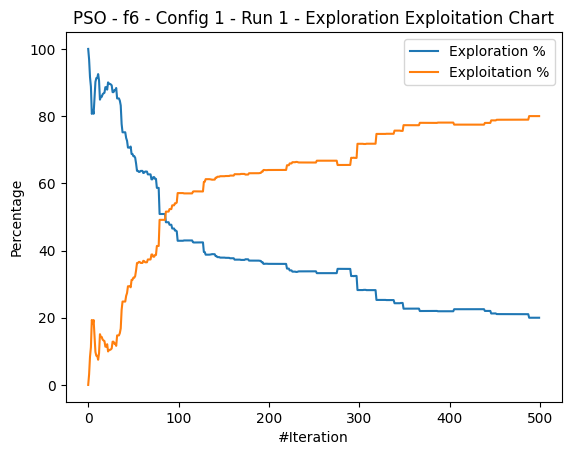 PSO - f6 - Config 1 - Run 1 - Exploration Exploitation Chart
Exploration %
Exploitation %
Percentage
100
80
60
40
20
0
0 100 200 300 400 500
#Iteration